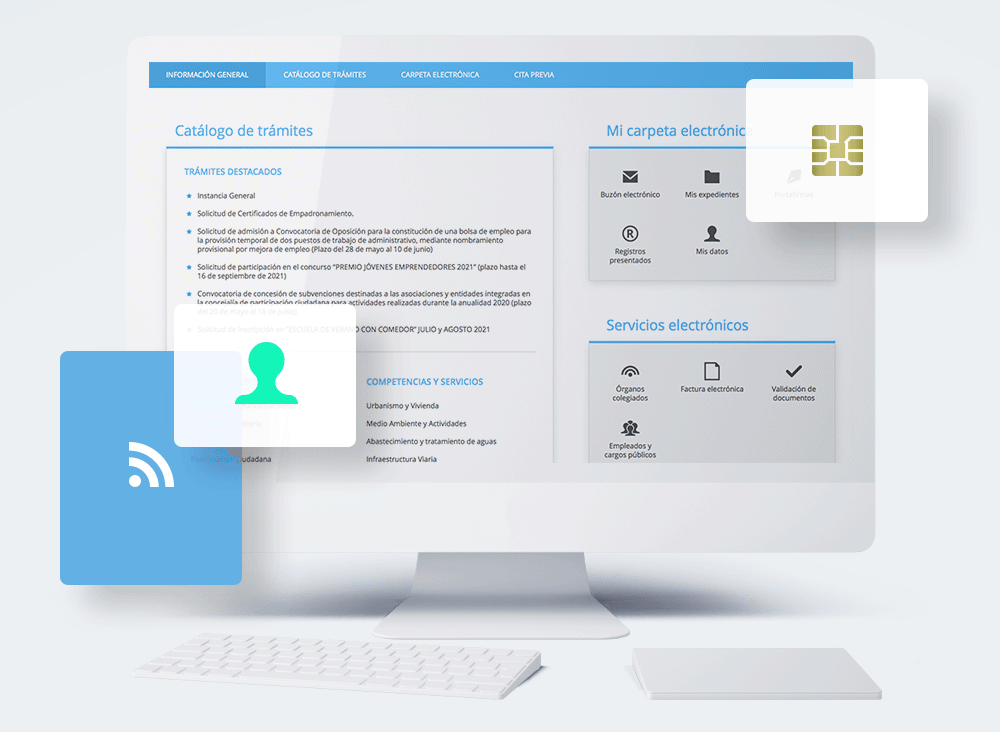 INFORMACIÓN GENERAL
CATÁLOGO DE TRÁMITES
CARPETA ELECTRÓNICA
CITA PREVIA
Catálogo de trámites
TRÁMITES DESTACADOS
Instancia General
Solicitud de Certificados de Empadronamiento,
Solicitud de admisión a Convocatoria de Oposición para la constitución de una bolsa de empleo para
la provisión temporal de dos puestos de trabajo de administrativo, mediante nombramiento
provisional por mejora de empleo (Plazo del 28 de mayo al 10 de junio)
Solicitud de participación en el concurso "PREMIO JÓVENES EMPRENDEDORES 2021" (plazo hasta el
16 de septiembre de 2021)
Convocatoria de concesión de subvenciones destinadas a las asociaciones y entidades integradas en
la concejalía de participación ciudadana para actividades realizadas durante la anualidad 2020 (plazo
del 20 de mayo al 18 de junio)
Solicitud de inscripción en "ESCUELA DE VERANO CON COMEDOR" JULIO y AGOSTO 2021
COMPETENCIAS Y SERVICIOS
Urbanismo y Vivienda
Medio Ambiente y Actividades
Abastecimiento y tratamiento de aguas
Infraestructura Viaria
Mi carpeta electrónic
Buzón electrónico
Mis expedientes
Portafirmas
Registros
presentados
Mis datos
Servicios electrónicos
Órganos
colegiados
Factura electrónica
Validación de
documentos
Empleados y
cargos públicos